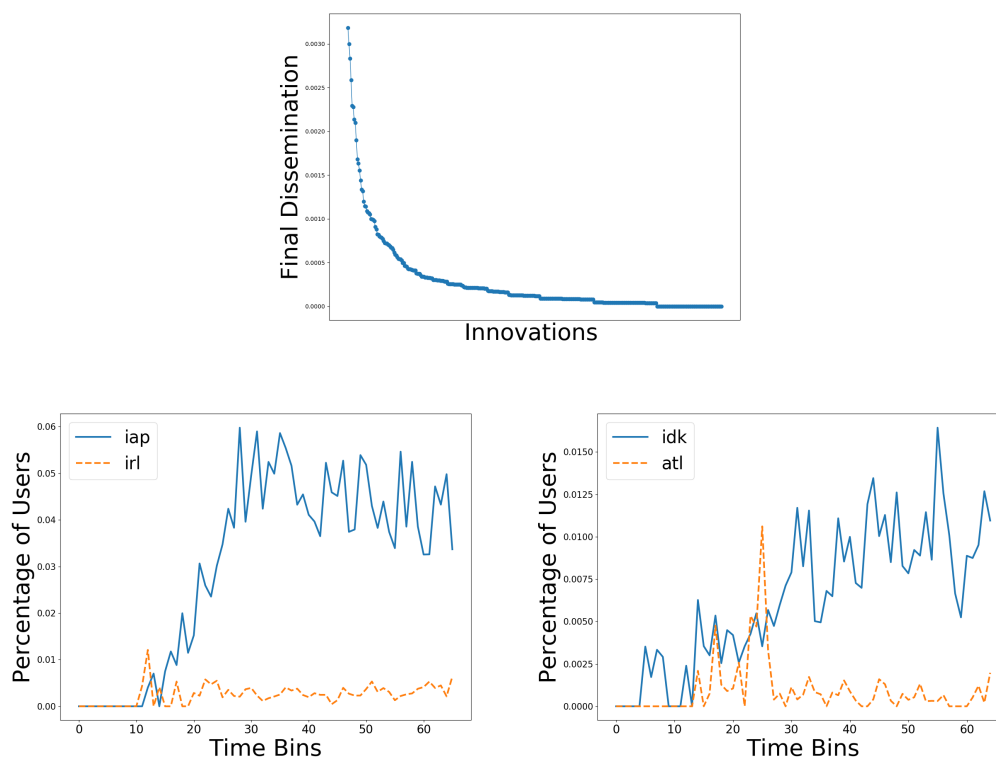 0.0030
0.0025
0.0020
0.0015
0.0010
0.0005
0.0000
Final Dissemination
Innovations
0.06
0.05
0.04
0.03
0.02
0.01
0.00
Percentage of Users
iap
irl
0 10 20 30 40 50 60
Time Bins
0.0150
0.0125
0.0100
0.0075
0.0050
0.0025
0.0000
Percentage of Users
idk
atl
0 10 20 30 40 50 60
Time Bins